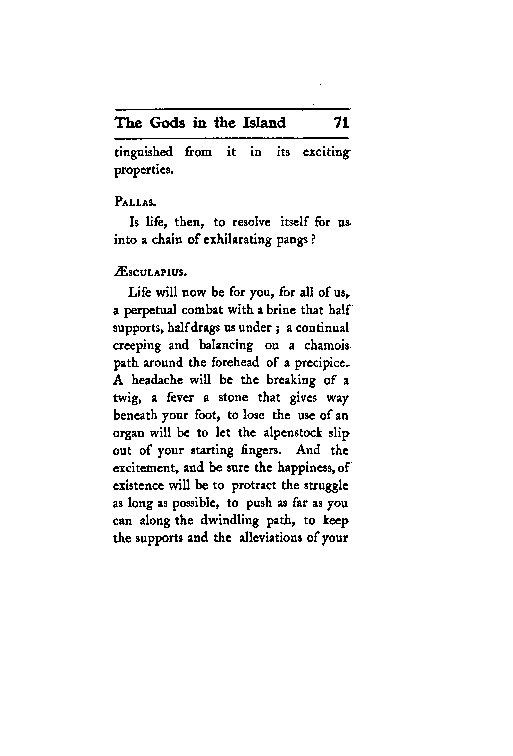 The Gods in the Island 71
tinguished from it in its exciting
properties.
PALLAS.
Is life, then, to resolve itself for us
into a chain of exhilarating pangs ?
ÆSCULAPIUS.
Life will now be for you, for all of us,
a perpetual combat with a brine that half
supports, half drags us under ; a continual
creeping and balancing on a chamois
path around the forehead of a precipice.
A headache will be the breaking of a
twig, a fever a stone that gives way
beneath your foot, to lose the use of an
organ will be to let the alpenstock slip
out of your starting fingers. And the
excitement, and be sure the happiness, of
existence will be to protract the struggle
as long as possible, to push as far as you
can along the dwindling path, to keep
the supports and the alleviations of your